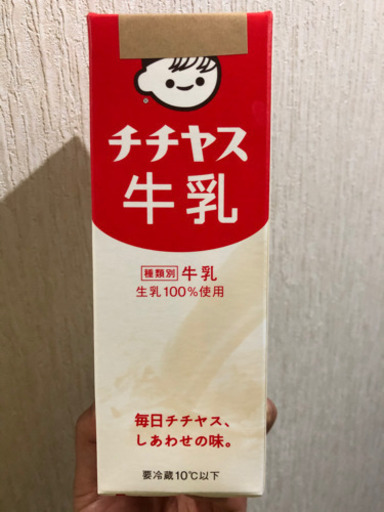 チチヤス
牛乳
種類別 牛乳
生乳100%使用
毎日チチヤス、
しあわせの味。
要冷蔵10℃以下